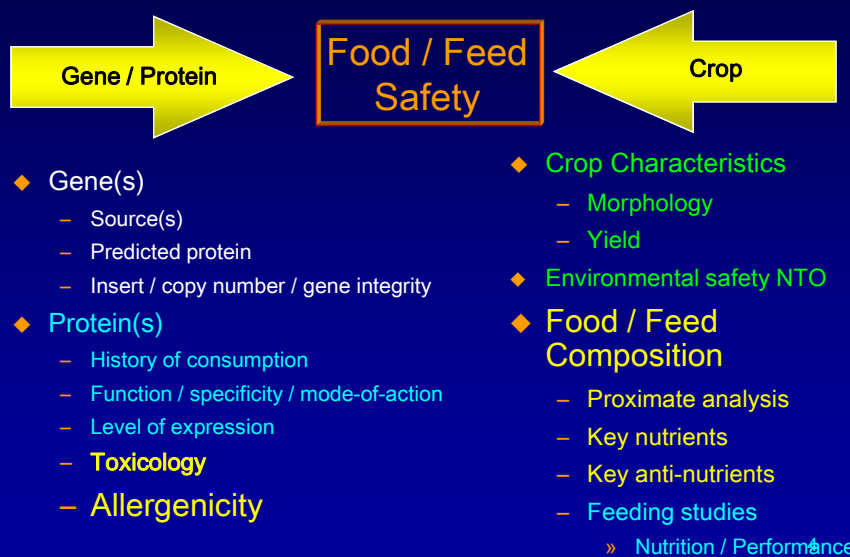 Gene / Protein
Food / Feed
Safety
Crop
◆ Gene(s)
– Source(s)
– Predicted protein
– Insert / copy number / gene integrity
◆ Protein(s)
– History of consumption
– Function / specificity / mode-of-action
– Level of expression
– Toxicology
– Allergenicity
◆ Crop Characteristics
– Morphology
– Yield
◆ Environmental safety NTO
◆ Food / Feed
Composition
– Proximate analysis
– Key nutrients
– Key anti-nutrients
– Feeding studies
» Nutrition / Performance
4